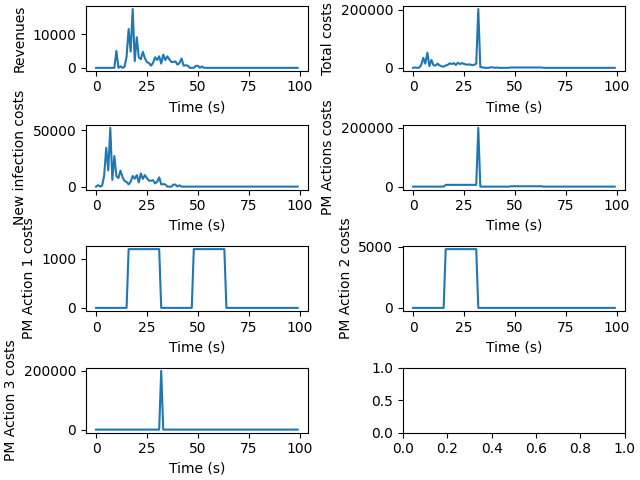 Revenues
10000
0
0 25 50 75 100
Time (s)
Total costs
200000
0
0 25 50 75 100
Time (s)
New infection costs
50000
0
0 25 50 75 100
Time (s)
PM Actions costs
200000
0
0 25 50 75 100
Time (s)
PM Action 1 costs
1000
0
0 25 50 75 100
Time (s)
PM Action 2 costs
5000
0
0 25 50 75 100
Time (s)
PM Action 3 costs
200000
0
0 25 50 75 100
Time (s)
1.0
0.5
0.0
0.0 0.2 0.4 0.6 0.8 1.0